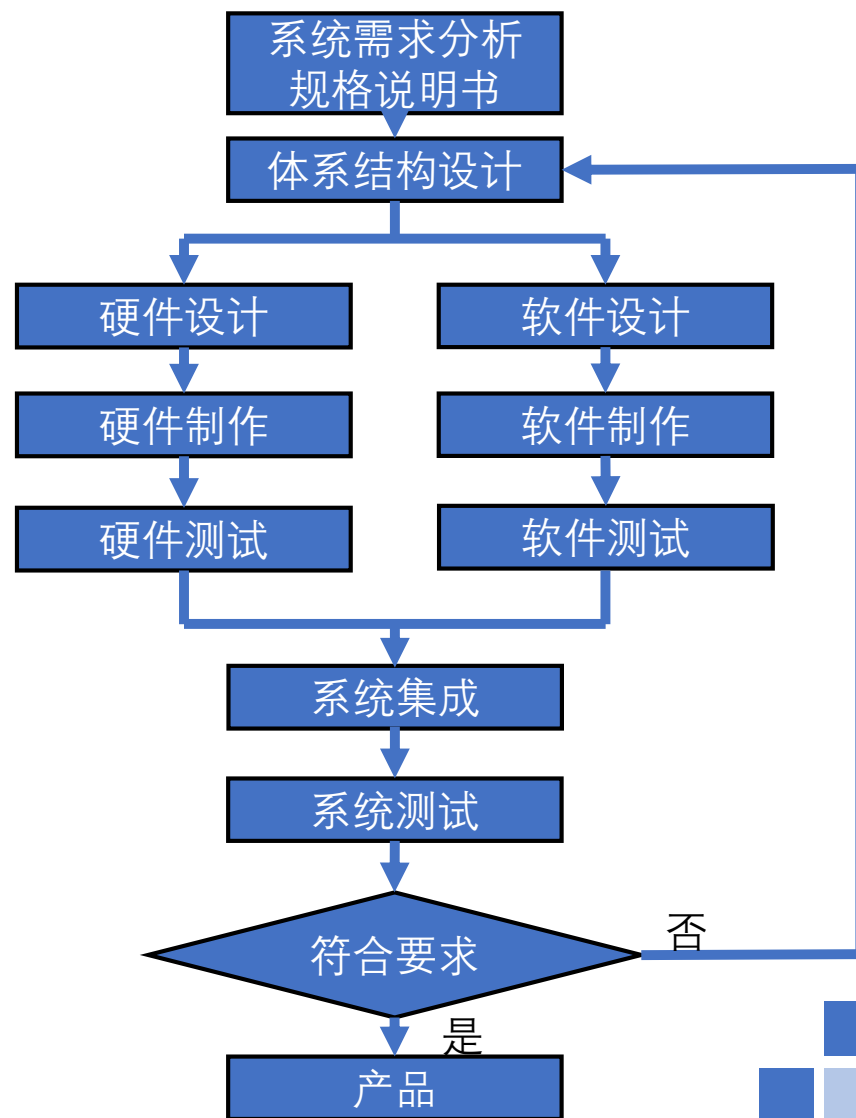 系统需求分析
规格说明书
体系结构设计
硬件设计
软件设计
硬件制作
软件制作
硬件测试
软件测试
系统集成
系统测试
符合要求
否
是
产品